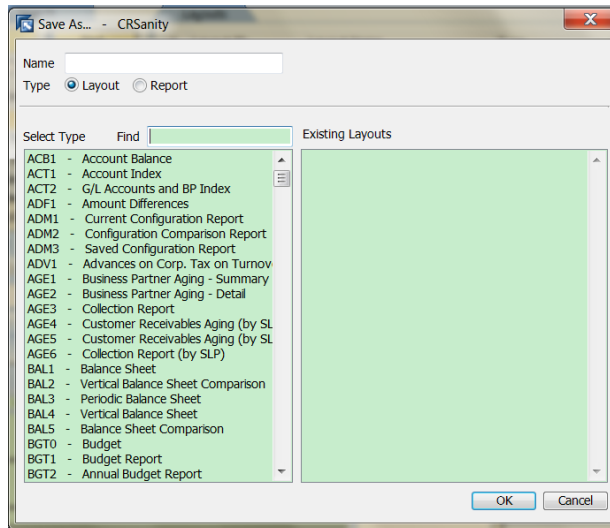 Save As... - CRSanity
Name
Type Layout Report
Select Type Find Existing Layouts
ACB1 - Account Balance
ACT1 - Account Index
ACT2 - G/L Accounts and BP Index
ADF1 - Amount Differences
ADM1 - Current Configuration Report
ADM2 - Configuration Comparison Report
ADM3 - Saved Configuration Report
ADV1 - Advances on Corp. Tax on Turnov
AGE1 - Business Partner Aging - Summary
AGE2 - Business Partner Aging - Detail
AGE3 - Collection Report
AGE4 - Customer Receivables Aging (by SL
AGE5 - Customer Receivables Aging (by SL
AGE6 - Collection Report (by SLP)
BAL1 - Balance Sheet
BAL2 - Vertical Balance Sheet Comparison
BAL3 - Periodic Balance Sheet
BAL4 - Vertical Balance Sheet
BAL5 - Balance Sheet Comparison
BGT0 - Budget
BGT1 - Budget Report
BGT2 - Annual Budget Report
OK Cancel